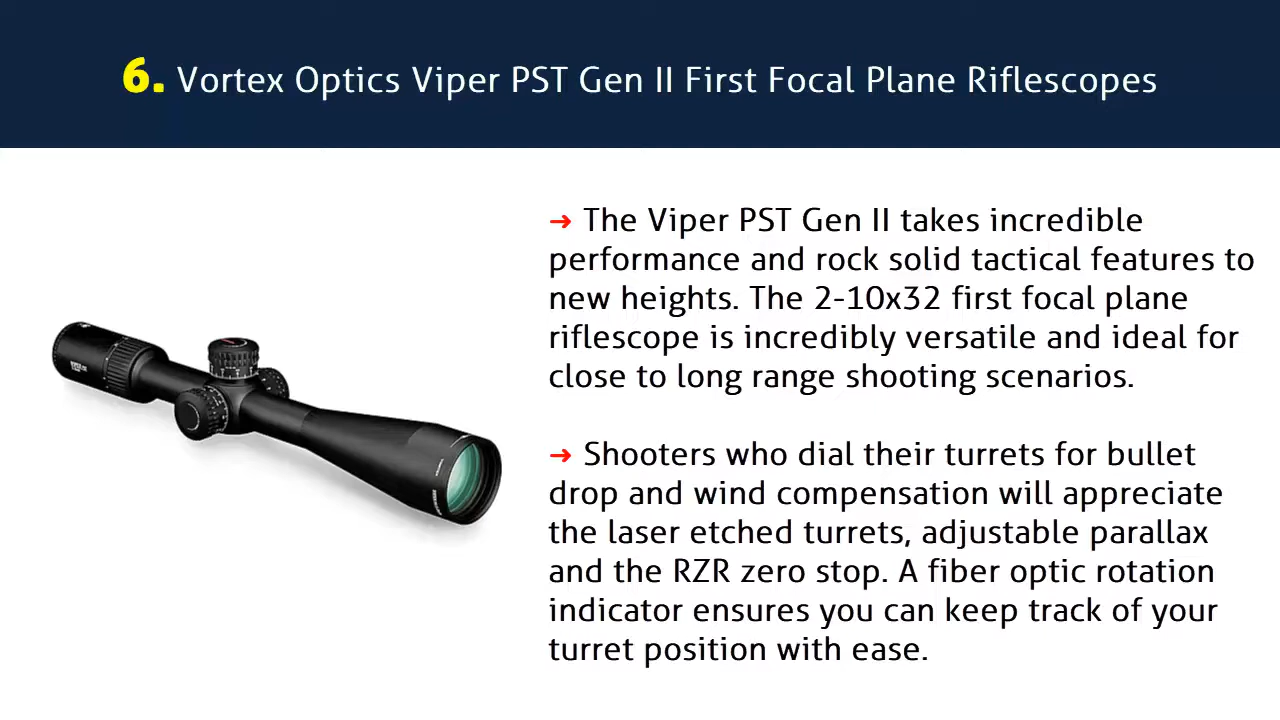 6. Vortex Optics Viper PST Gen II First Focal Plane Riflescopes
➜ The Viper PST Gen II takes incredible
performance and rock solid tactical features to
new heights. The 2-10x32 first focal plane
riflescope is incredibly versatile and ideal for
close to long range shooting scenarios.
➜ Shooters who dial their turrets for bullet
drop and wind compensation will appreciate
the laser etched turrets, adjustable parallax
and the RZR zero stop. A fiber optic rotation
indicator ensures you can keep track of your
turret position with ease.